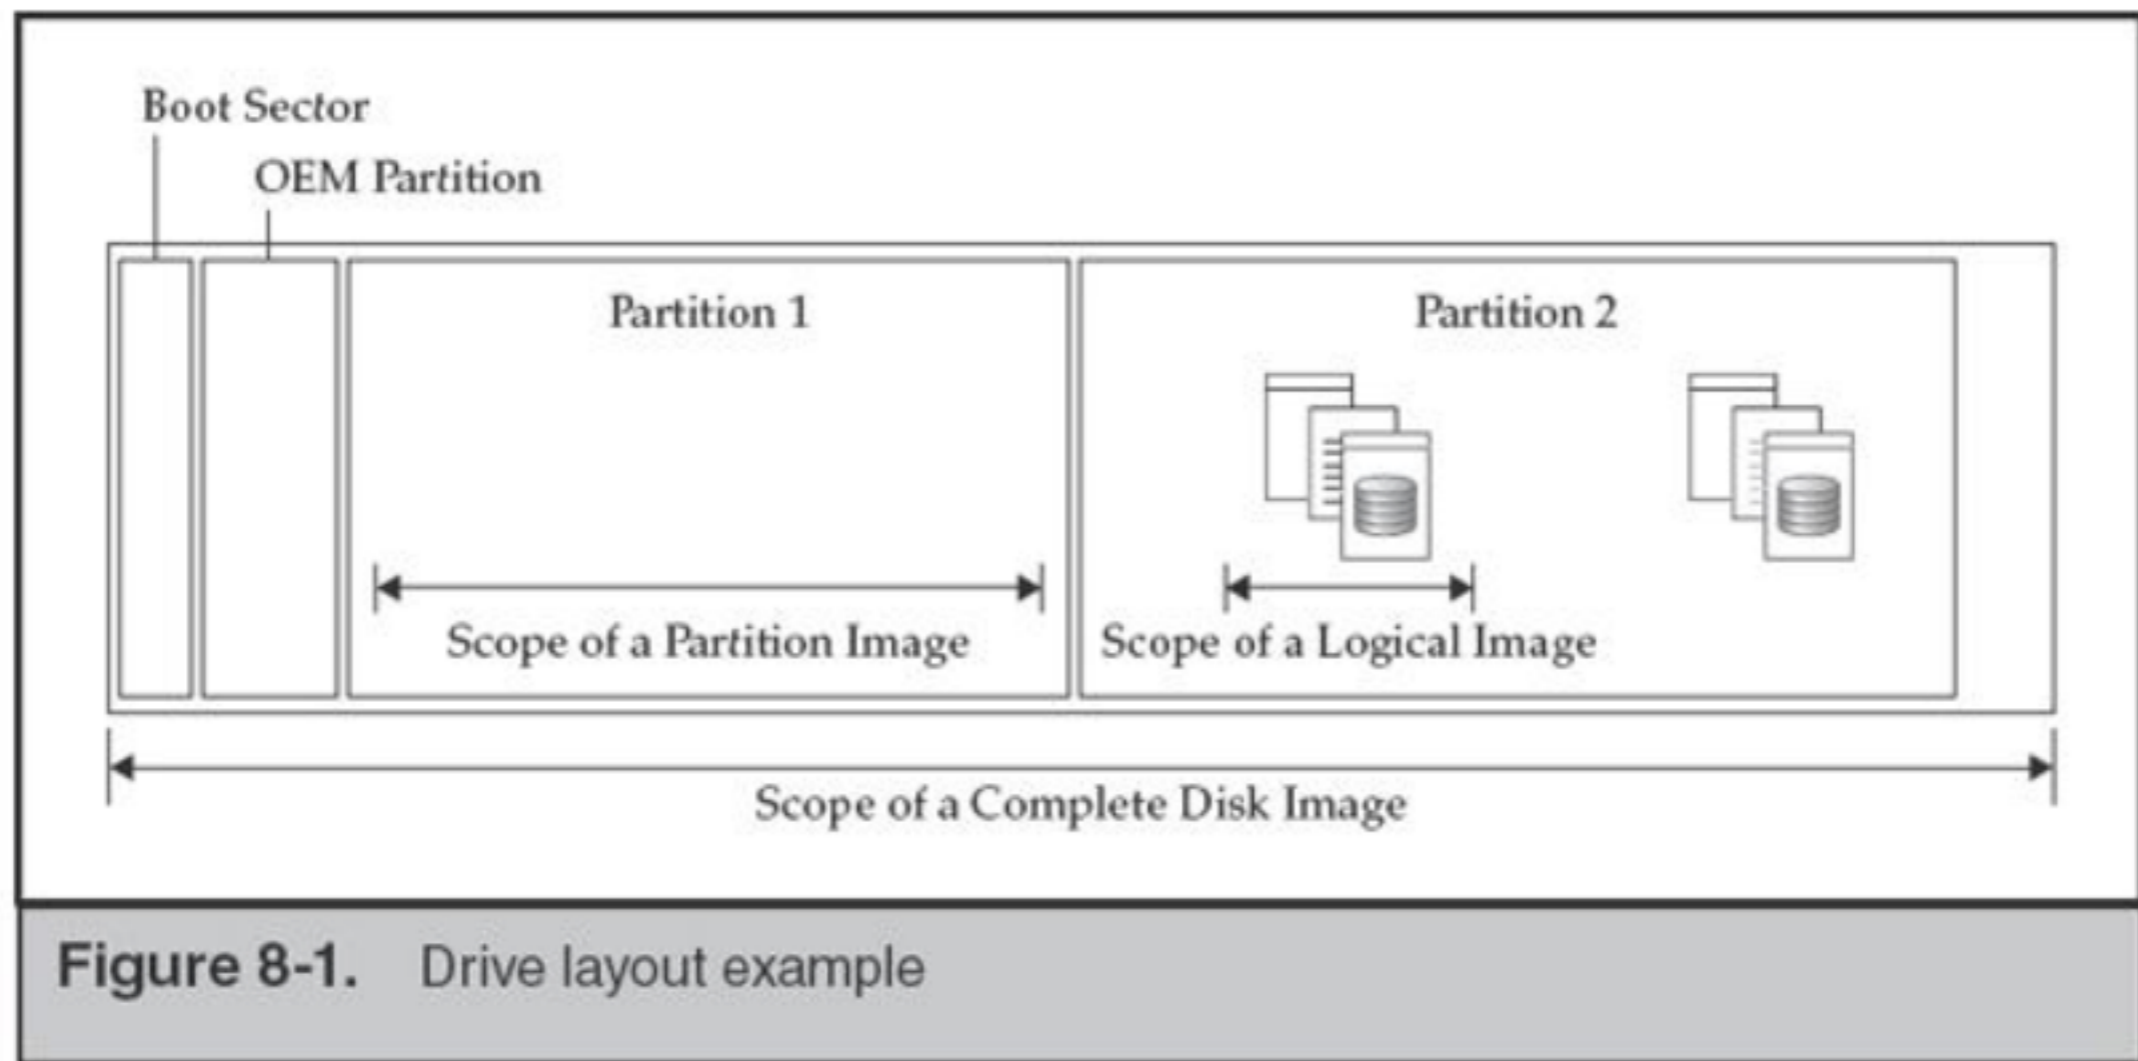 Boot Sector
OEM Partition
Partition 1
Partition 2
Scope of a Partition Image
Scope of a Logical Image
Scope of a Complete Disk Image
Figure 8-1. Drive layout example